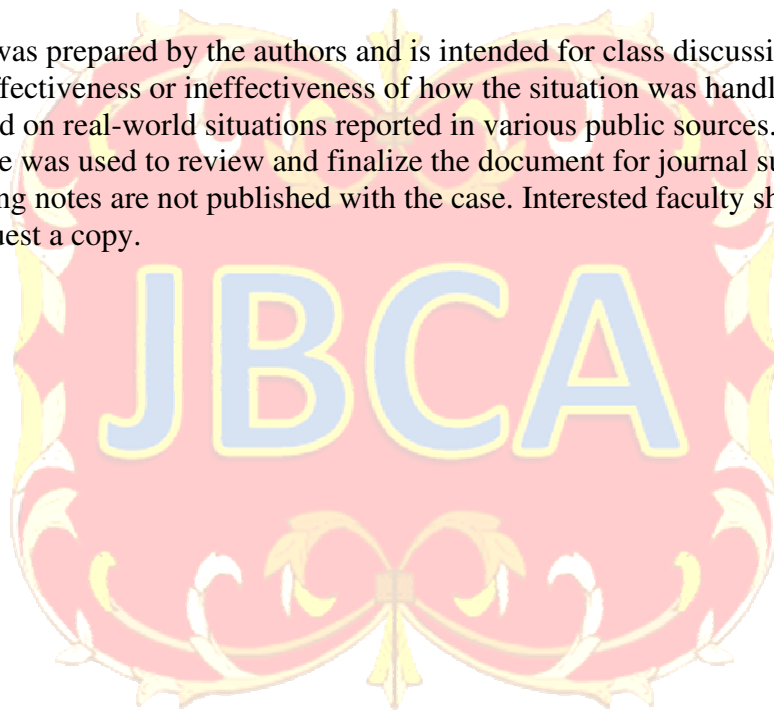 was prepared by the authors and is intended for class discussi
fectiveness or ineffectiveness of how the situation was handl
d on real-world situations reported in various public sources.
e was used to review and finalize the document for journal su
ng notes are not published with the case. Interested faculty sh
uest a copy.
JBCA